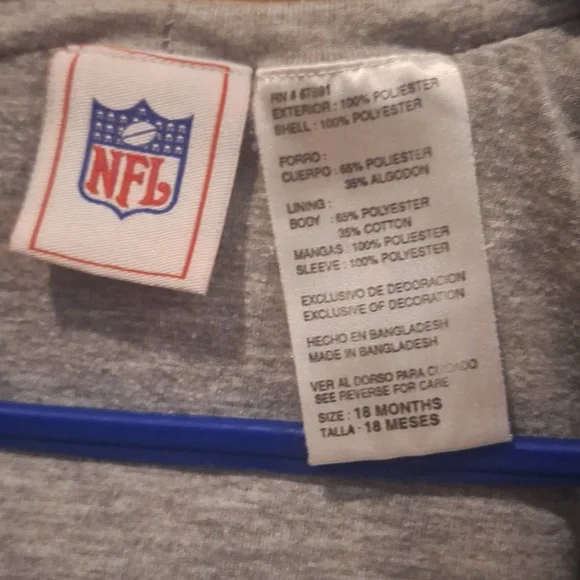 NFL
RN # 67891
EXTERIOR : 100% POLIESTER
SHELL : 100% POLYESTER
FORRO :
CUERPO : 65% POLIESTER
35% ALGODON
LINING :
BODY : 65% POLYESTER
35% COTTON
MANGAS : 100% POLIESTER
SLEEVE : 100% POLYESTER
EXCLUSIVO DE DECORACION
EXCLUSIVE OF DECORATION
HECHO EN BANGLADESH
MADE IN BANGLADESH
VER AL DORSO PARA CUIDADO
SEE REVERSE FOR CARE
SIZE : 18 MONTHS
TALLA : 18 MESES